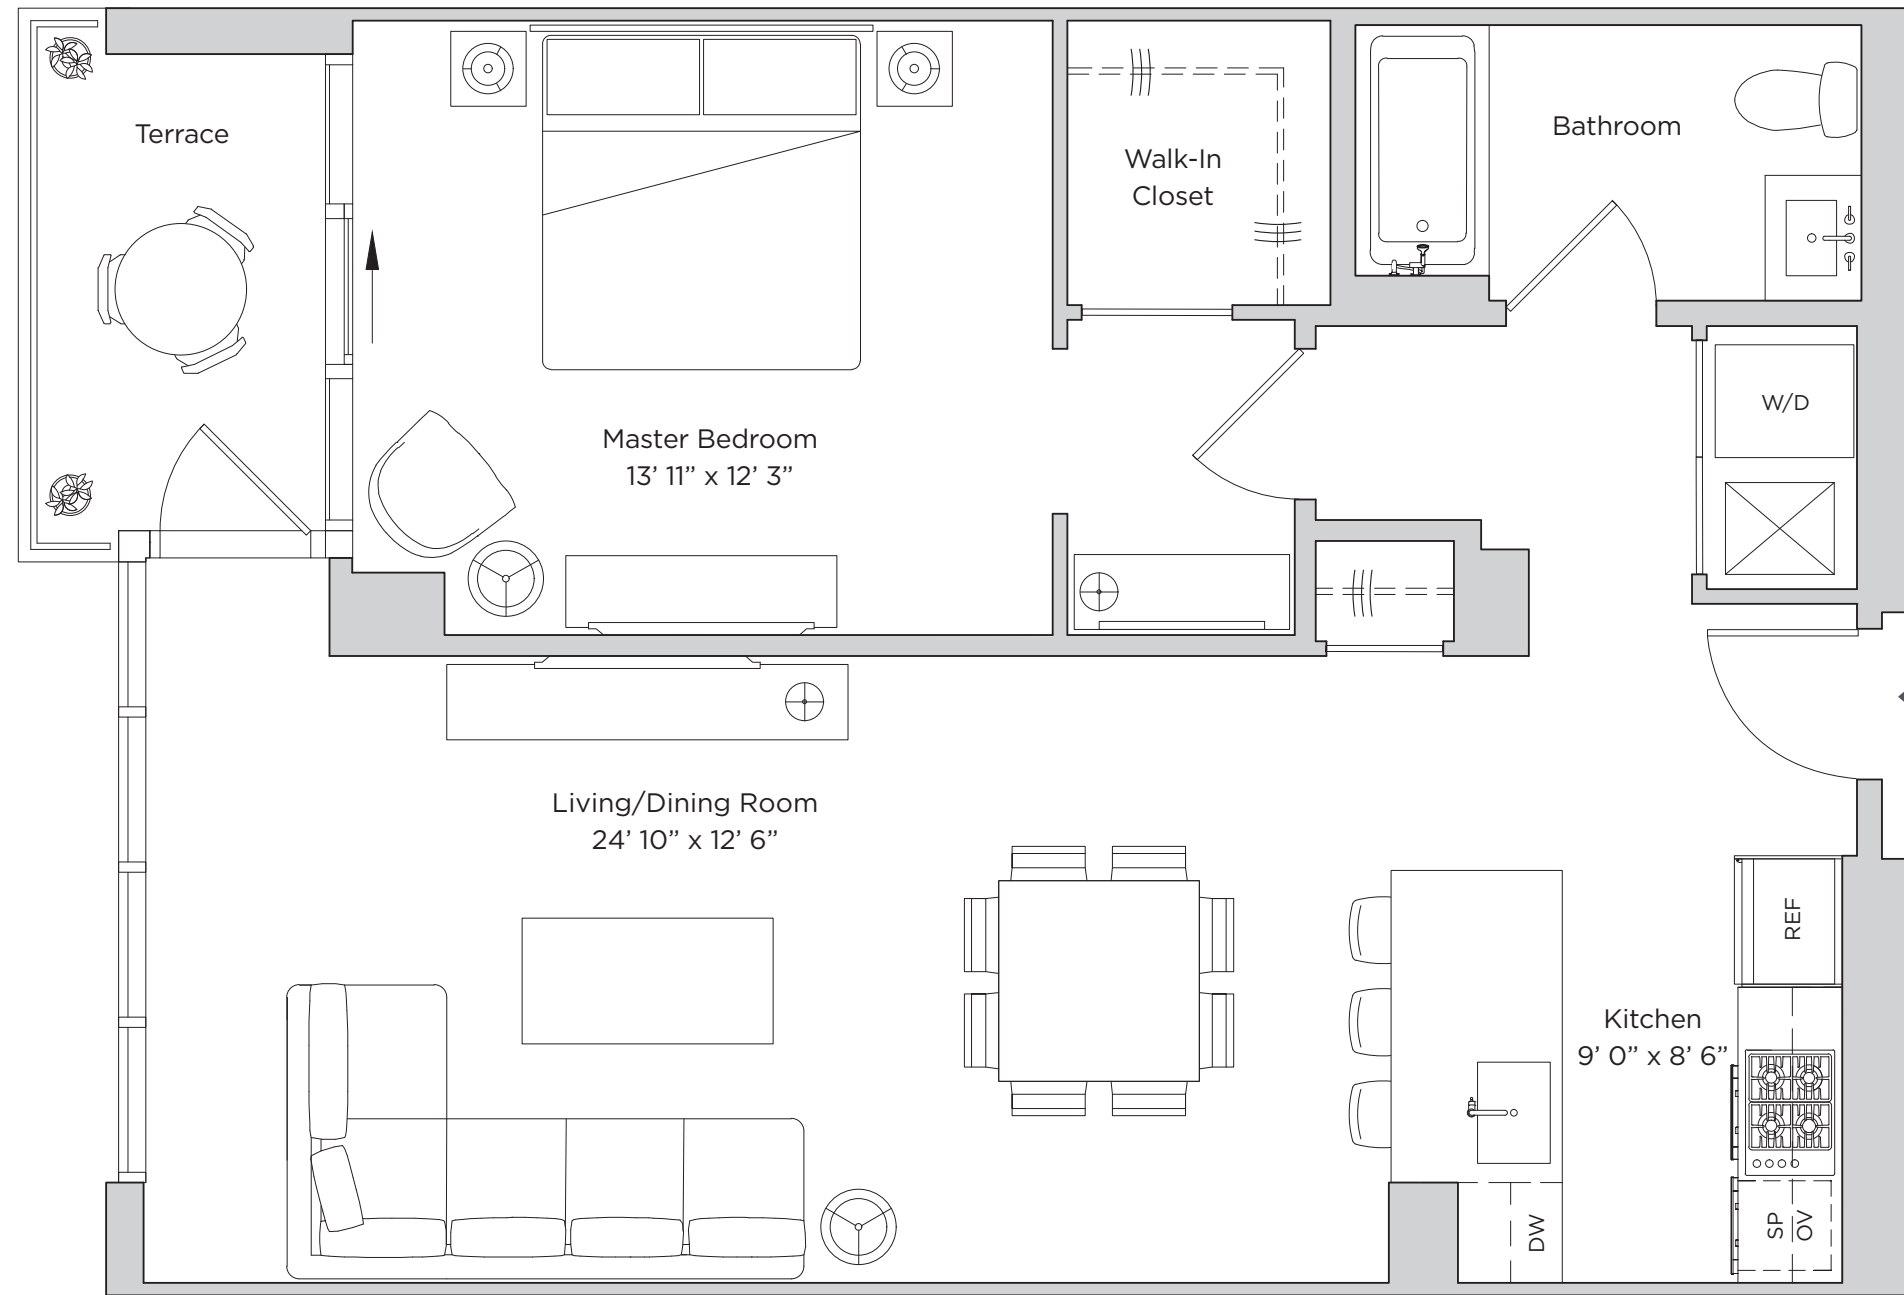 Terrace
Walk-In
Closet
Bathroom
W/D
Master Bedroom
13’ 11” x 12’ 3”
Living/Dining Room
24’ 10” x 12’ 6”
REF
Kitchen
9’ 0” x 8’ 6”
DW
SP
OV